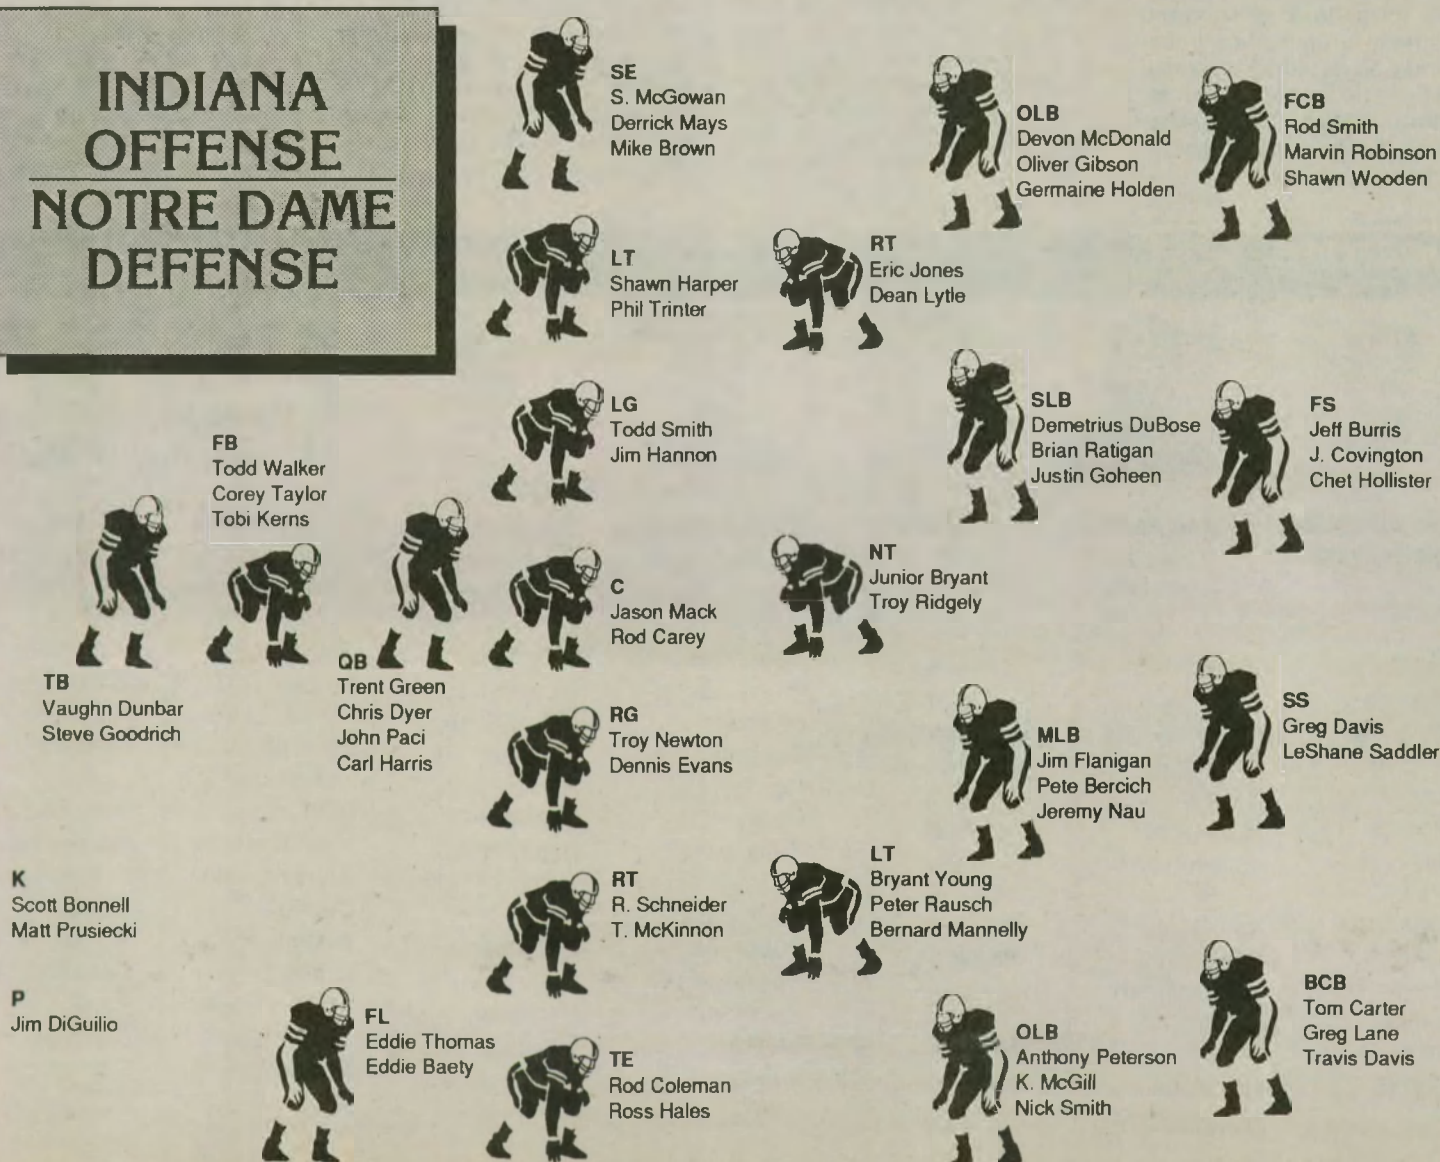 INDIANA
OFFENSE
NOTRE DAME
DEFENSE
SE
S. McGowan
Derrick Mays
Mike Brown
LT
Shawn Harper
Phil Trinter
LG
Todd Smith
Jim Hannon
FB
Todd Walker
Corey Taylor
Tobi Kerns
C
Jason Mack
Rod Carey
TB
Vaughn Dunbar
Steve Goodrich
QB
Trent Green
Chris Dyer
John Paci
Carl Harris
RG
Troy Newton
Dennis Evans
K
Scott Bonnell
Matt Prusiecki
RT
R. Schneider
T. McKinnon
P
Jim DiGuilio
FL
Eddie Thomas
Eddie Baety
TE
Rod Coleman
Ross Hales
OLB
Devon McDonald
Oliver Gibson
Germaine Holden
FCB
Rod Smith
Marvin Robinson
Shawn Wooden
RT
Eric Jones
Dean Lytle
SLB
Demetrius DuBose
Brian Ratigan
Justin Goheen
FS
Jeff Burris
J. Covington
Chet Hollister
NT
Junior Bryant
Troy Ridgely
MLB
Jim Flanigan
Pete Bercich
Jeremy Nau
SS
Greg Davis
LeShane Saddler
LT
Bryant Young
Peter Rausch
Bernard Mannelly
OLB
Anthony Peterson
K. McGill
Nick Smith
BCB
Tom Carter
Greg Lane
Travis Davis